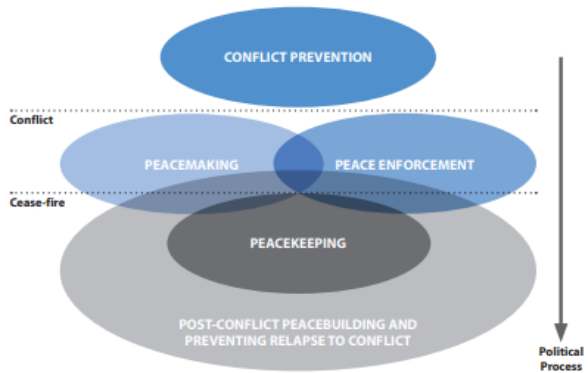 CONFLICT PREVENTION
Conflict
PEACEMAKING
PEACE ENFORCEMENT
Cease-fire
PEACEKEEPING
POST-CONFLICT PEACEBUILDING AND
PREVENTING RELAPSE TO CONFLICT
Political
Process